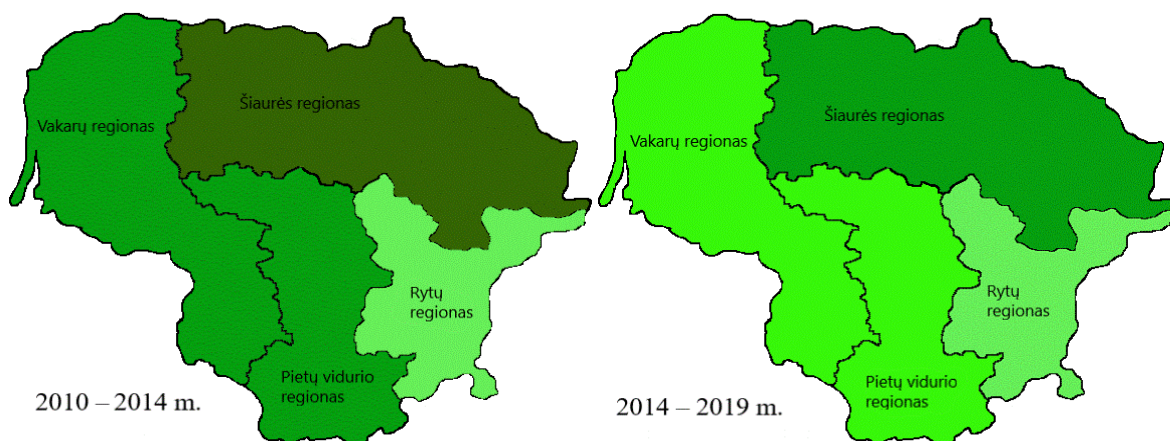 Šiaurės regionas
Vakarų regionas
Rytų
regionas
Pietų vidurio
regionas
2010 – 2014 m.
Šiaurės regionas
Vakarų regionas
Rytų
regionas
Pietų vidurio
regionas
2014 – 2019 m.